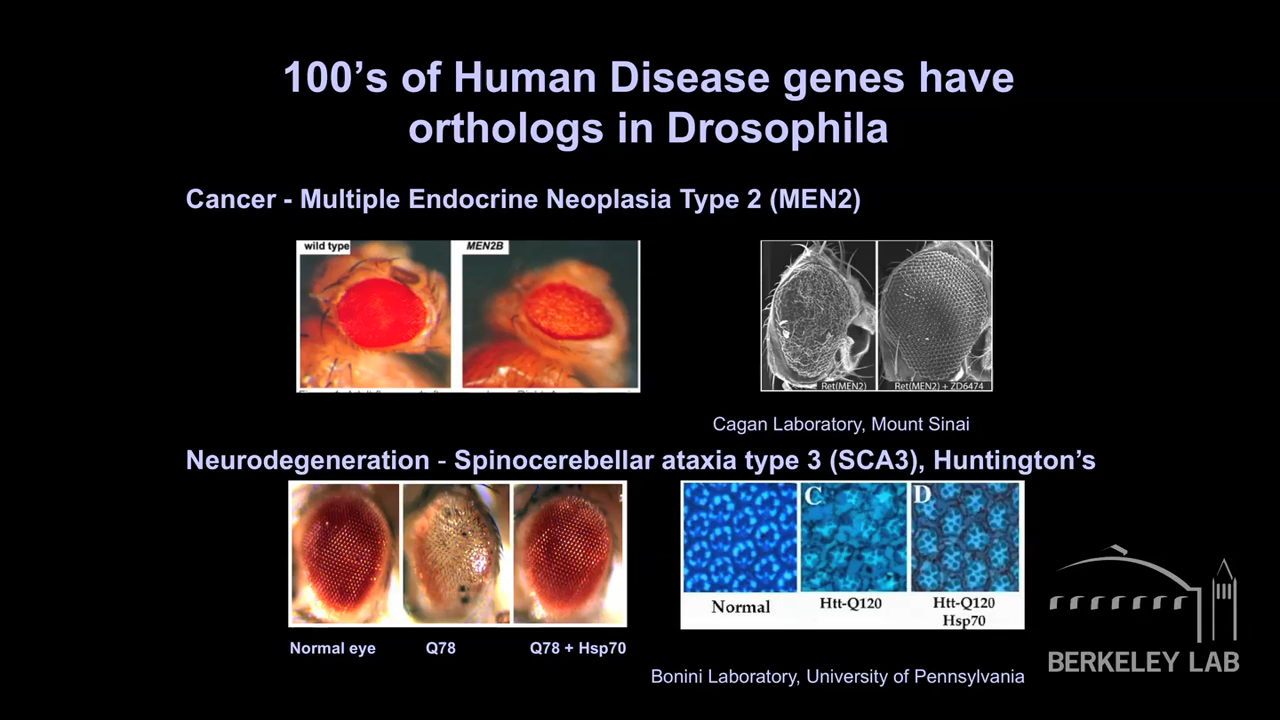 100's of Human Disease genes have
orthologs in Drosophila
Cancer - Multiple Endocrine Neoplasia Type 2 (MEN2)
wild type
MEN2B
Ret(MEN2)
Ret(MEN2) + ZD6474
Cagan Laboratory, Mount Sinai
Neurodegeneration - Spinocerebellar ataxia type 3 (SCA3), Huntington's
C
D
Normal
Htt-Q120
Htt-Q120
Hsp70
Normal eye
Q78
Q78 + Hsp70
Bonini Laboratory, University of Pennsylvania
BERKELEY LAB